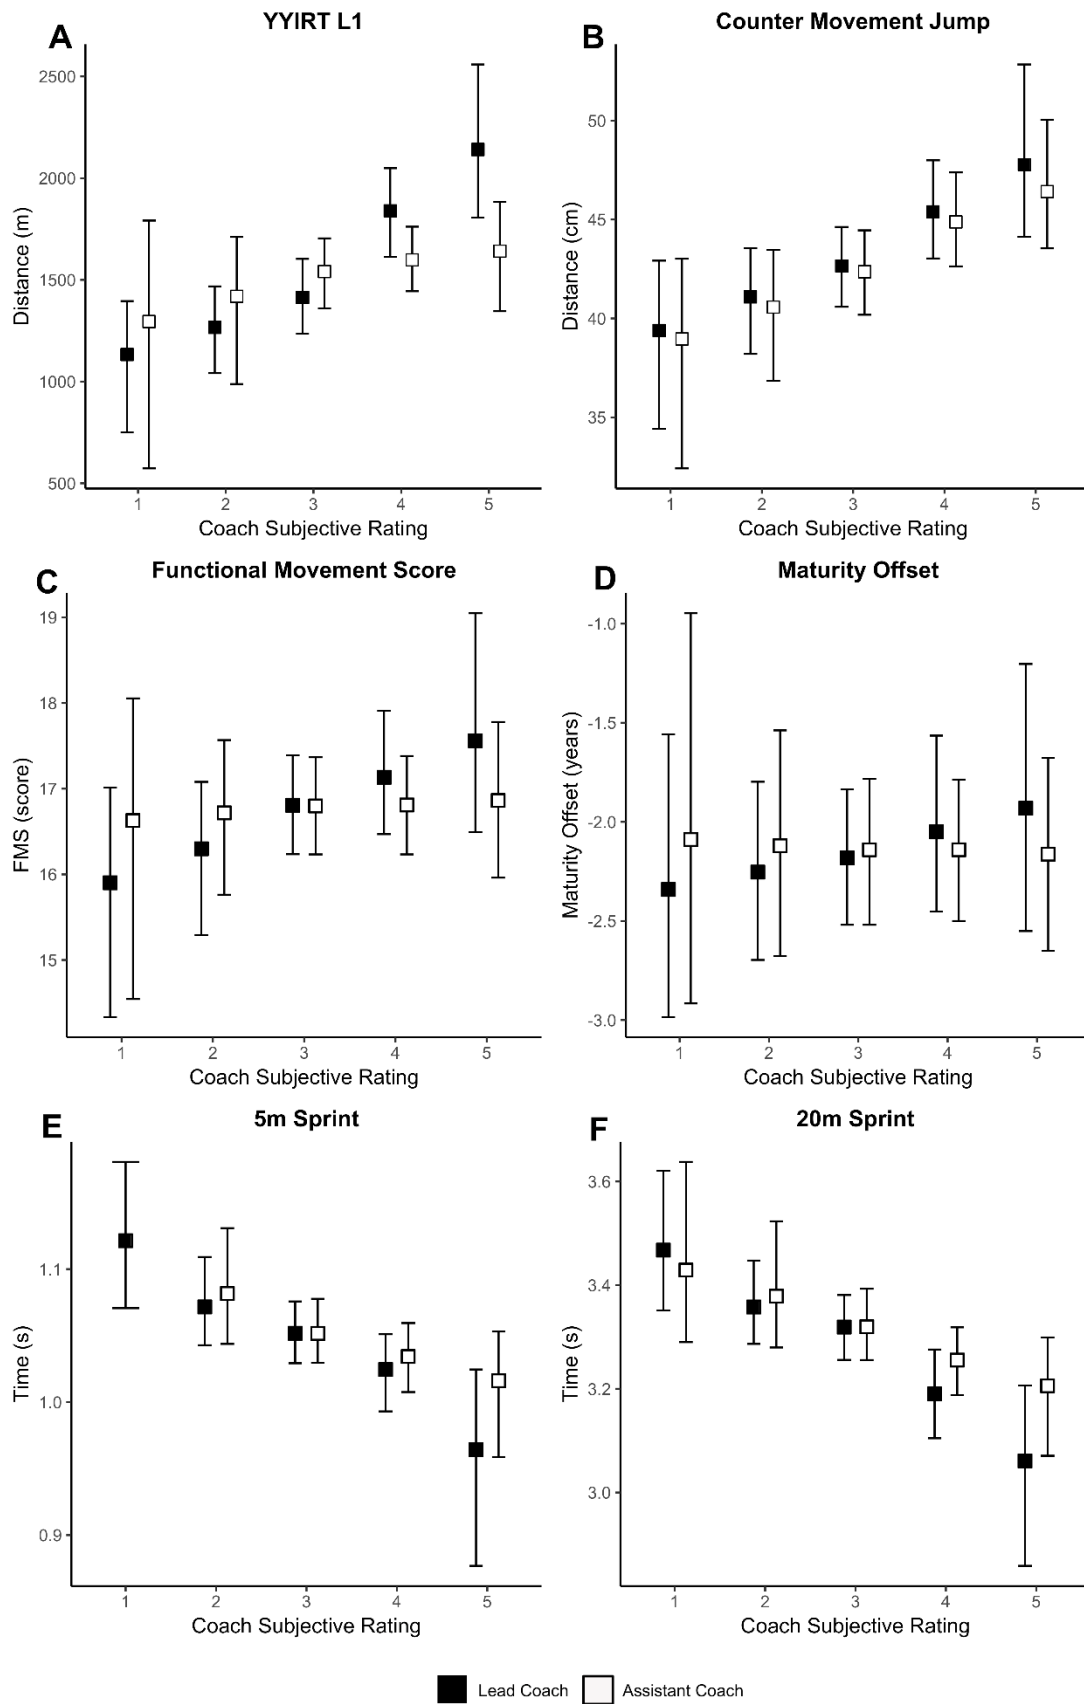 A
YYIRT L1
2500
2000
1500
1000
500
Distance (m)
1 2 3 4 5
Coach Subjective Rating
B
Counter Movement Jump
50
45
40
35
Distance (cm)
1 2 3 4 5
Coach Subjective Rating
C
Functional Movement Score
19
18
17
16
15
FMS (score)
1 2 3 4 5
Coach Subjective Rating
D
Maturity Offset
-1.0
-1.5
-2.0
-2.5
-3.0
Maturity Offset (years)
1 2 3 4 5
Coach Subjective Rating
E
5m Sprint
1.1
1.0
0.9
Time (s)
1 2 3 4 5
Coach Subjective Rating
F
20m Sprint
3.6
3.4
3.2
3.0
Time (s)
1 2 3 4 5
Coach Subjective Rating
Lead Coach Assistant Coach